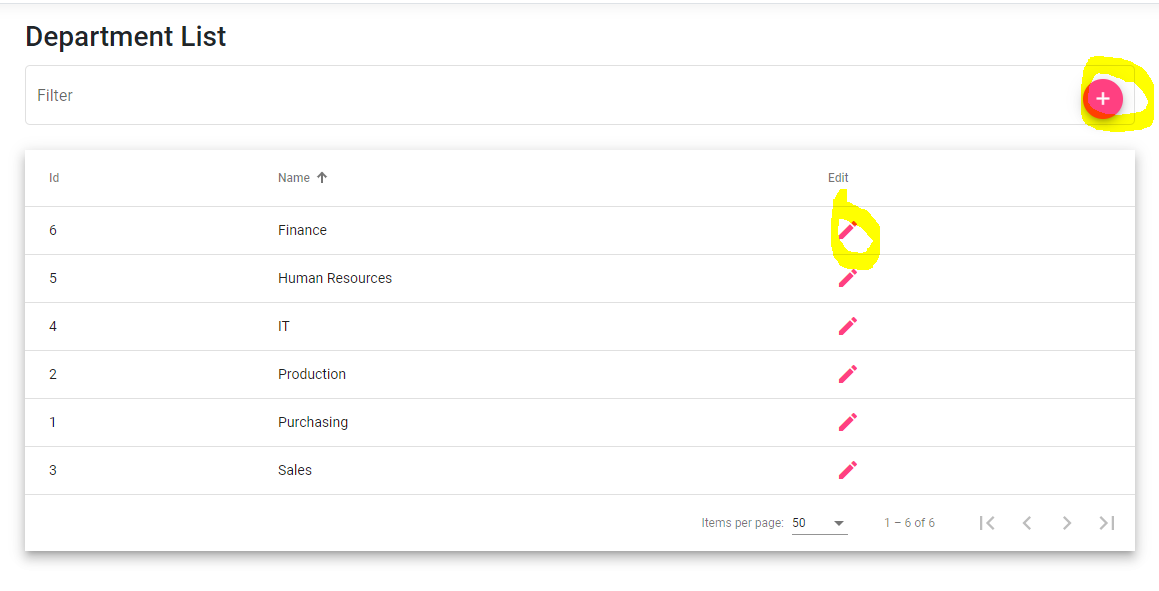 Department List
Filter
+
Id Name Edit
6 Finance
5 Human Resources
4 IT
2 Production
1 Purchasing
3 Sales
Items per page: 50 1 – 6 of 6